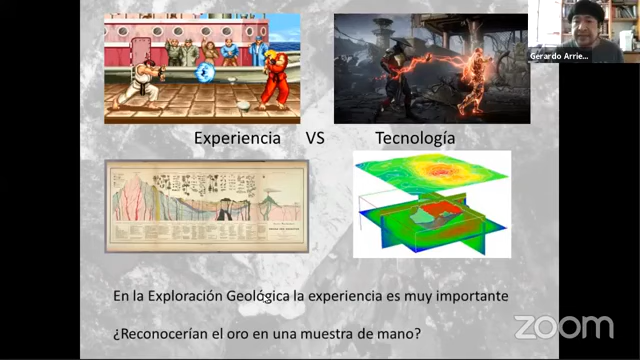 Gerardo Arrie...
Experiencia VS Tecnología
En la Exploración Geológica la experiencia es muy importante
¿Reconocerían el oro en una muestra de mano?
zoom